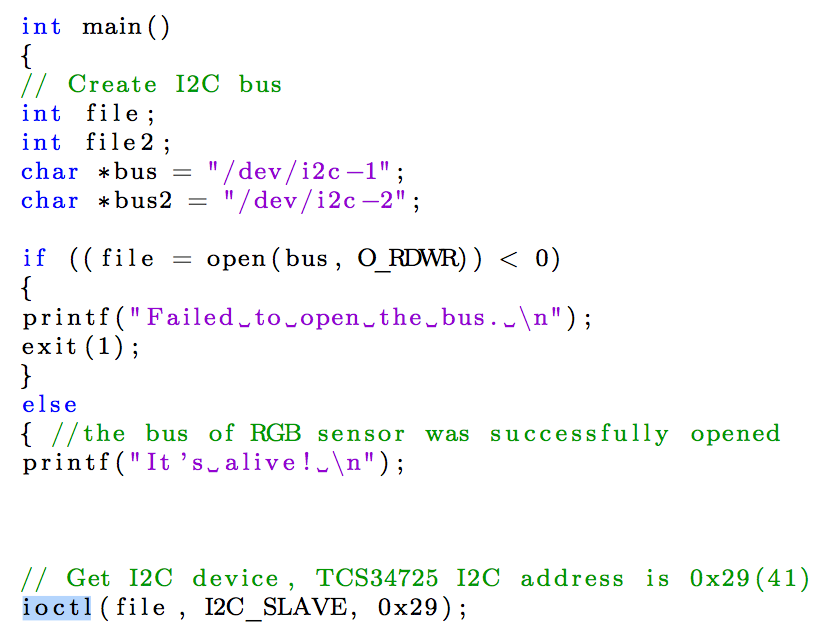 int main()
{
// Create I2C bus
int file;
int file2;
char *bus = "/dev/i2c-1";
char *bus2 = "/dev/i2c-2";
if ((file = open(bus, O_RDWR)) < 0)
{
printf("Failed␣to␣open␣the␣bus.␣\n");
exit(1);
}
else
{ //the bus of RGB sensor was successfully opened
printf("It's␣alive!␣\n");
// Get I2C device, TCS34725 I2C address is 0x29(41)
ioctl(file, I2C_SLAVE, 0x29);